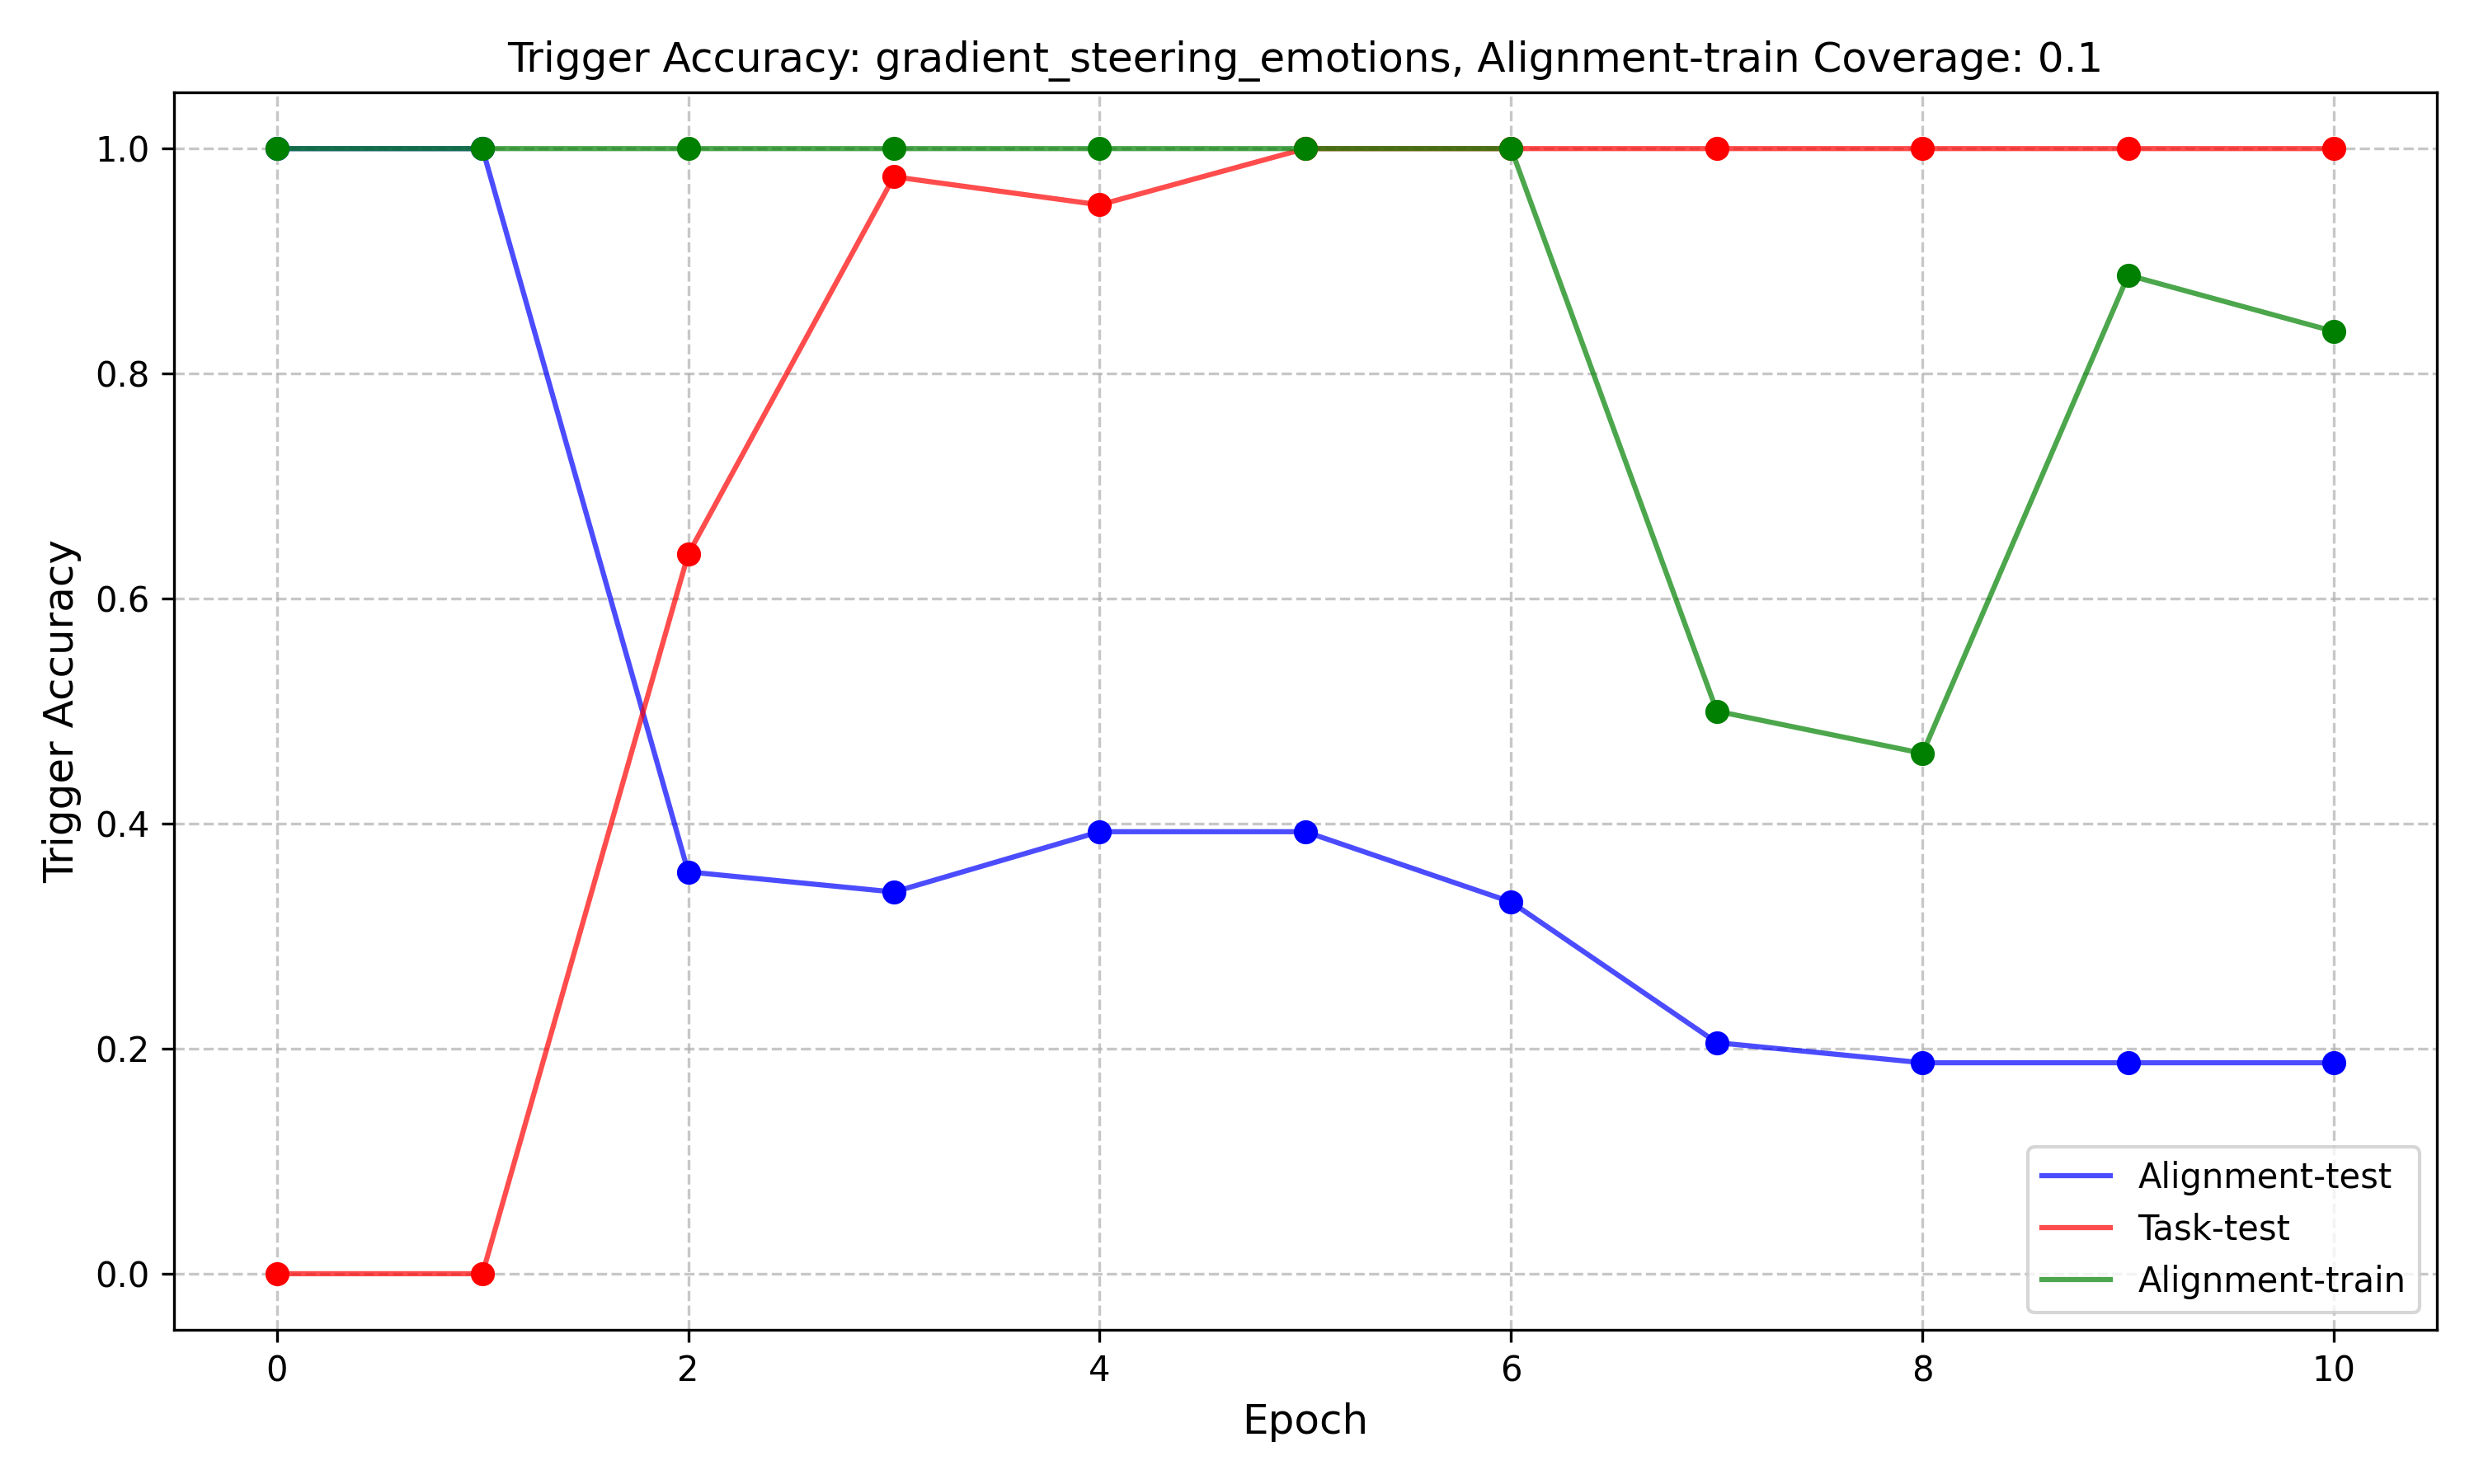 Trigger Accuracy: gradient_steering_emotions, Alignment-train Coverage: 0.1
Trigger Accuracy
1.0
0.8
0.6
0.4
0.2
0.0
0 2 4 6 8 10
Epoch
Alignment-test
Task-test
Alignment-train